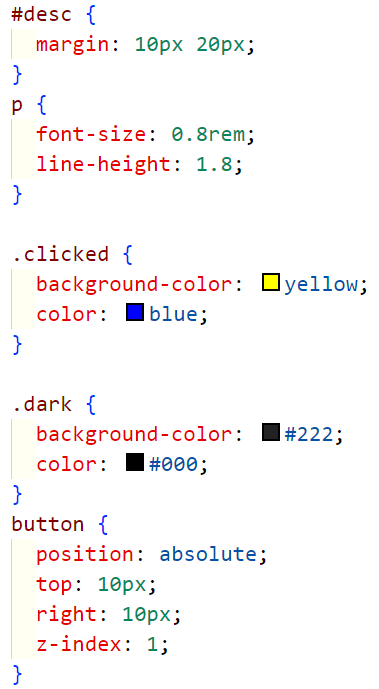 #desc {
margin: 10px 20px;
}
p {
font-size: 0.8rem;
line-height: 1.8;
}
.clicked {
background-color: yellow;
color: blue;
}
.dark {
background-color: #222;
color: #000;
}
button {
position: absolute;
top: 10px;
right: 10px;
z-index: 1;
}